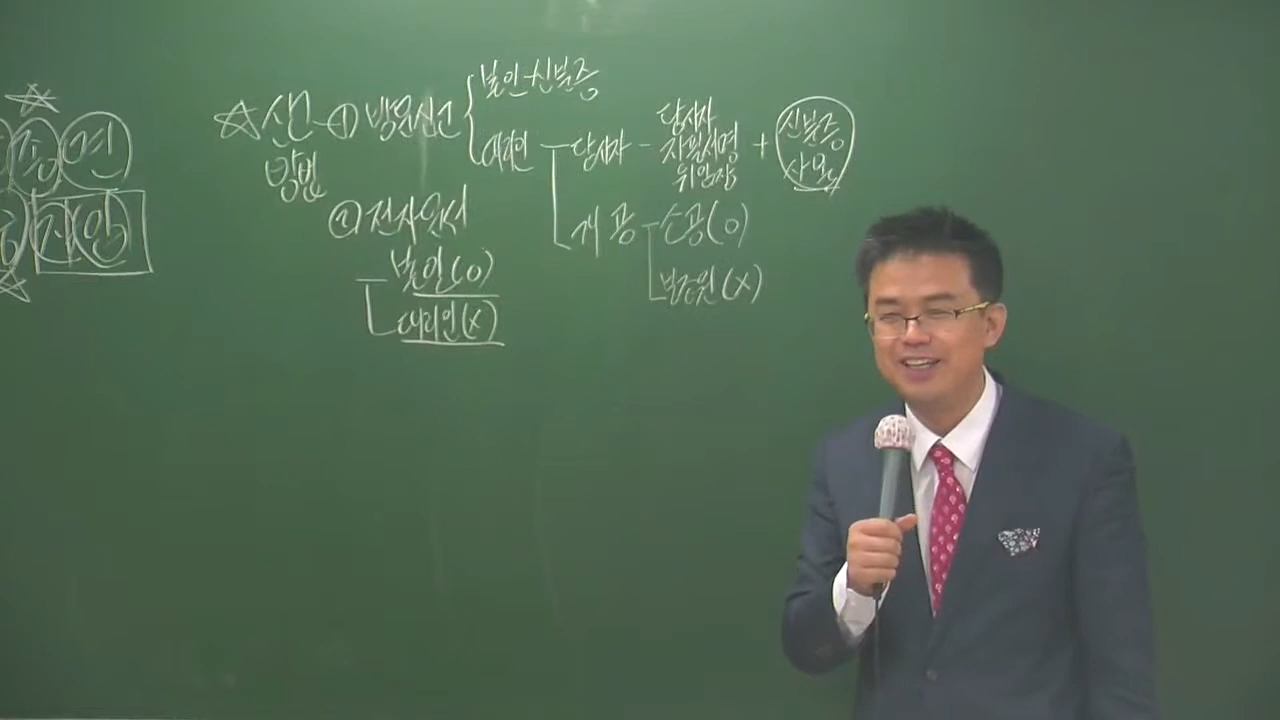 ☆ 신고 - ① 방문신고
방법
본인 - 신분증
대리인 - 당사자 - 당사자
자필서명
위임장
+ 신분증
사본
개공 - 소공(o)
보조원(x)
② 전자문서
본인(o)
대리인(x)